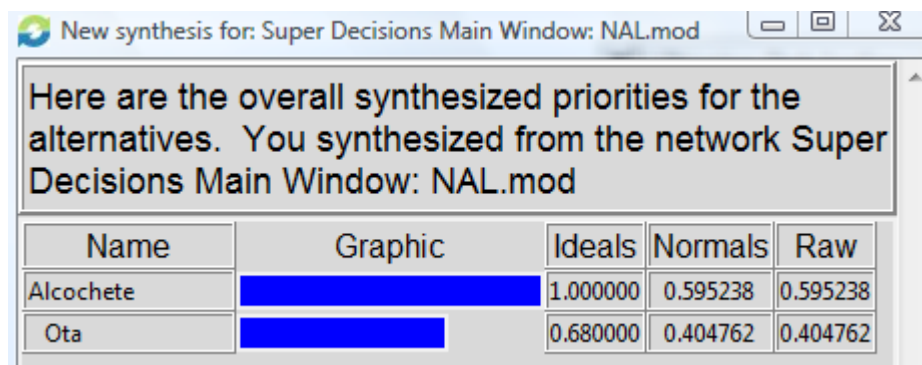 New synthesis for: Super Decisions Main Window: NAL.mod
Here are the overall synthesized priorities for the
alternatives. You synthesized from the network Super
Decisions Main Window: NAL.mod
Name Graphic Ideals Normals Raw
Alcochete 1.000000 0.595238 0.595238
Ota 0.680000 0.404762 0.404762